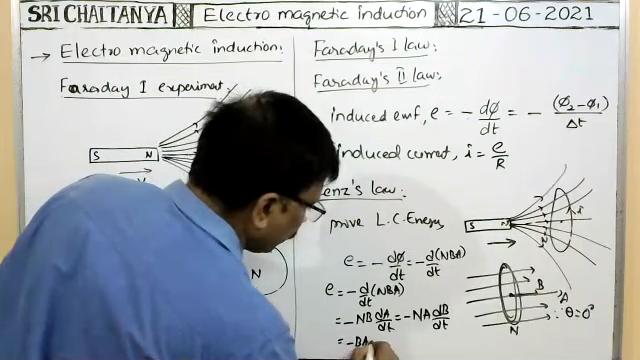 SRI CHAITANYA Electro magnetic induction 21-06-2021
→ Electro magnetic induction:
Faraday I experiment:
S N
N
Faraday's I law:
Faraday's II law:
induced emf, e = - dφ/dt = - (φ₂-φ₁)/Δt
induced current, i = e/R
Lenz's law:
prove L.C.Energy
S N
i
e = - dφ/dt = - d(NBA)/dt
e = - d/dt (NBA)
= - NB dA/dt = - NA dB/dt
= - BA
B
A
∵ θ = 0°
N